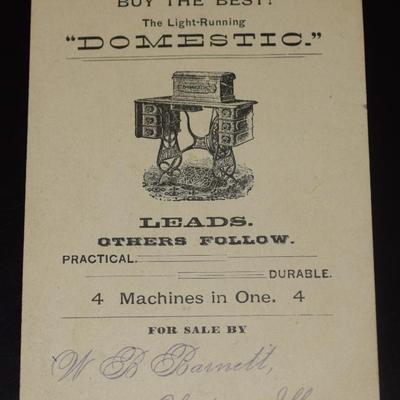 BUY THE BEST!
The Light-Running
"DOMESTIC."
DOMESTIC
LEADS.
OTHERS FOLLOW.
PRACTICAL.
DURABLE.
4 Machines in One. 4
FOR SALE BY
W B Barnett,